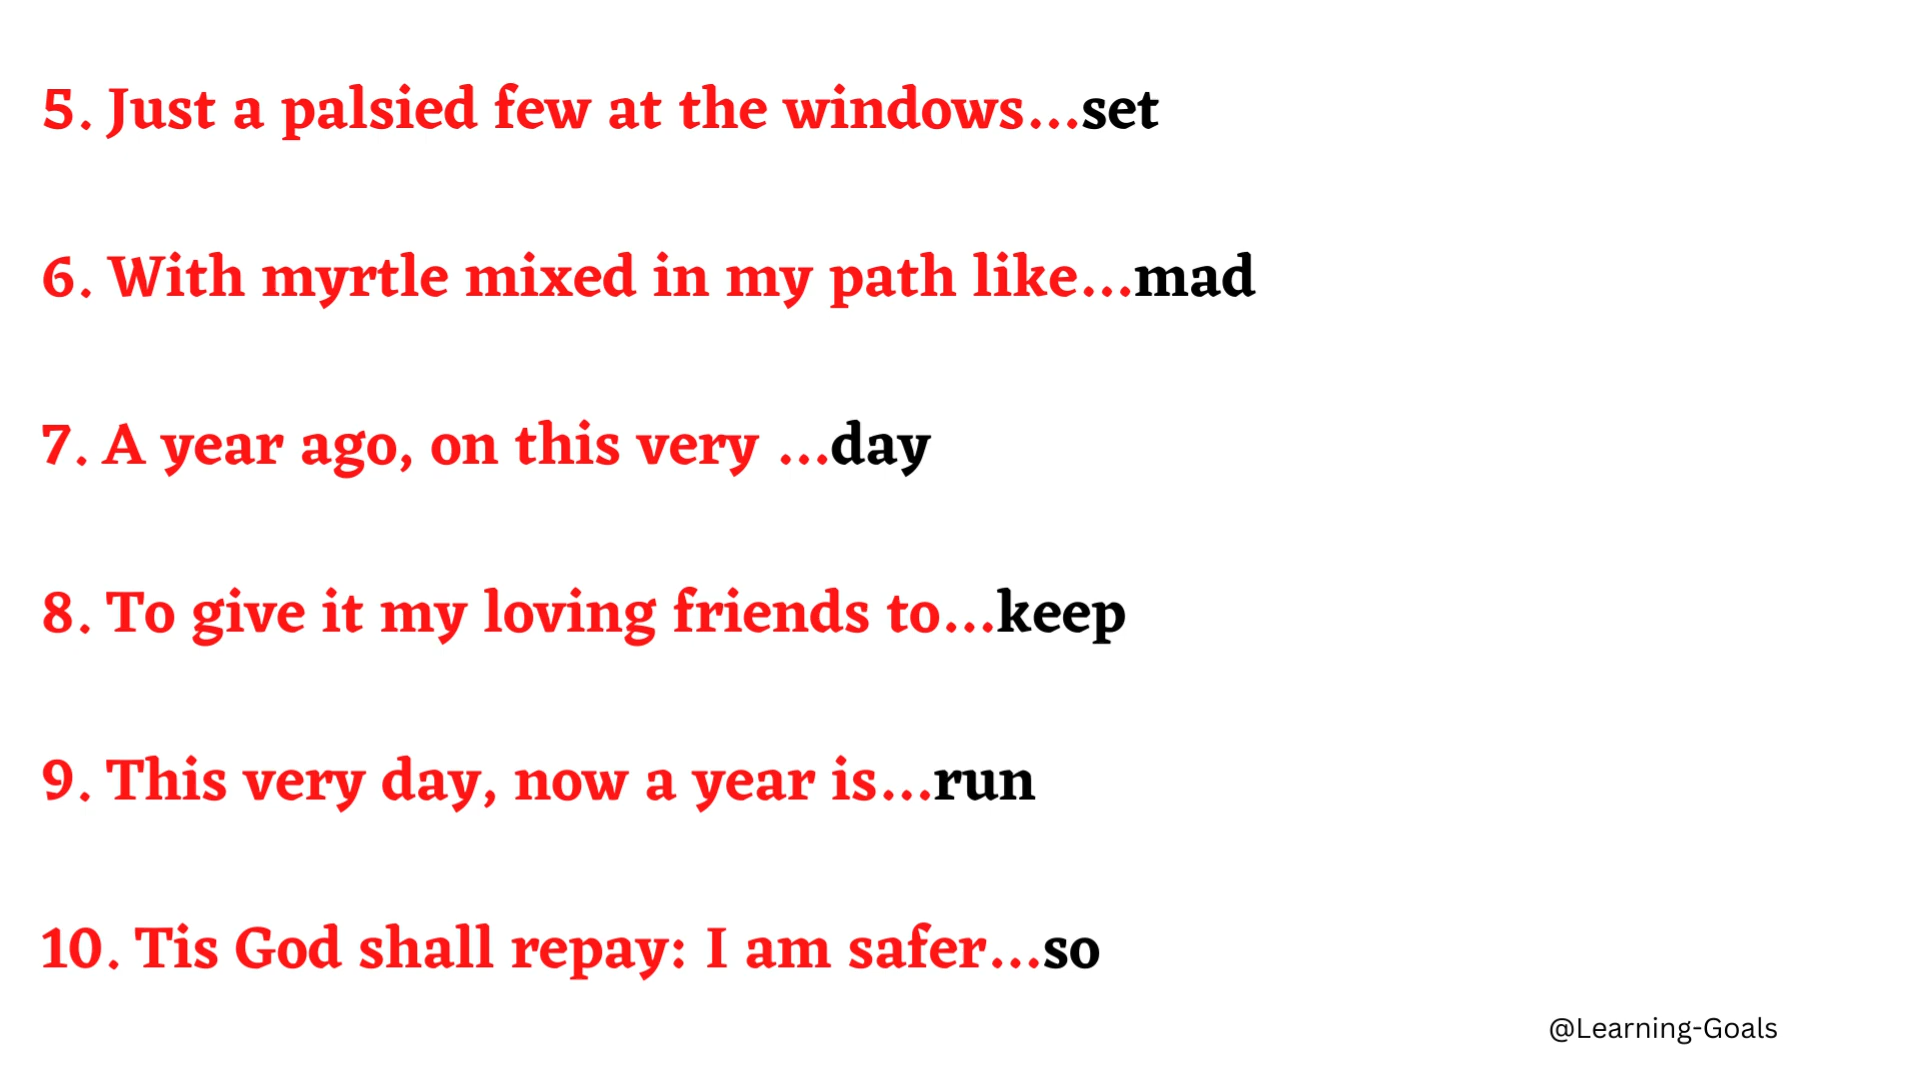 5. Just a palsied few at the windows...set
6. With myrtle mixed in my path like...mad
7. A year ago, on this very ...day
8. To give it my loving friends to...keep
9. This very day, now a year is...run
10. Tis God shall repay: I am safer...so
@Learning-Goals